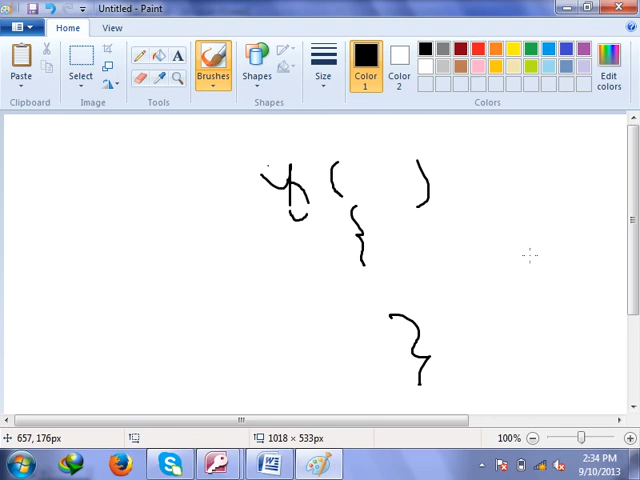 Untitled - Paint
Home View
Paste Select Brushes Shapes Size Color 1 Color 2 Edit colors
Clipboard Image Tools Shapes Colors
( )
{
}
657, 176px 1018 × 533px 100%
2:34 PM
9/10/2013